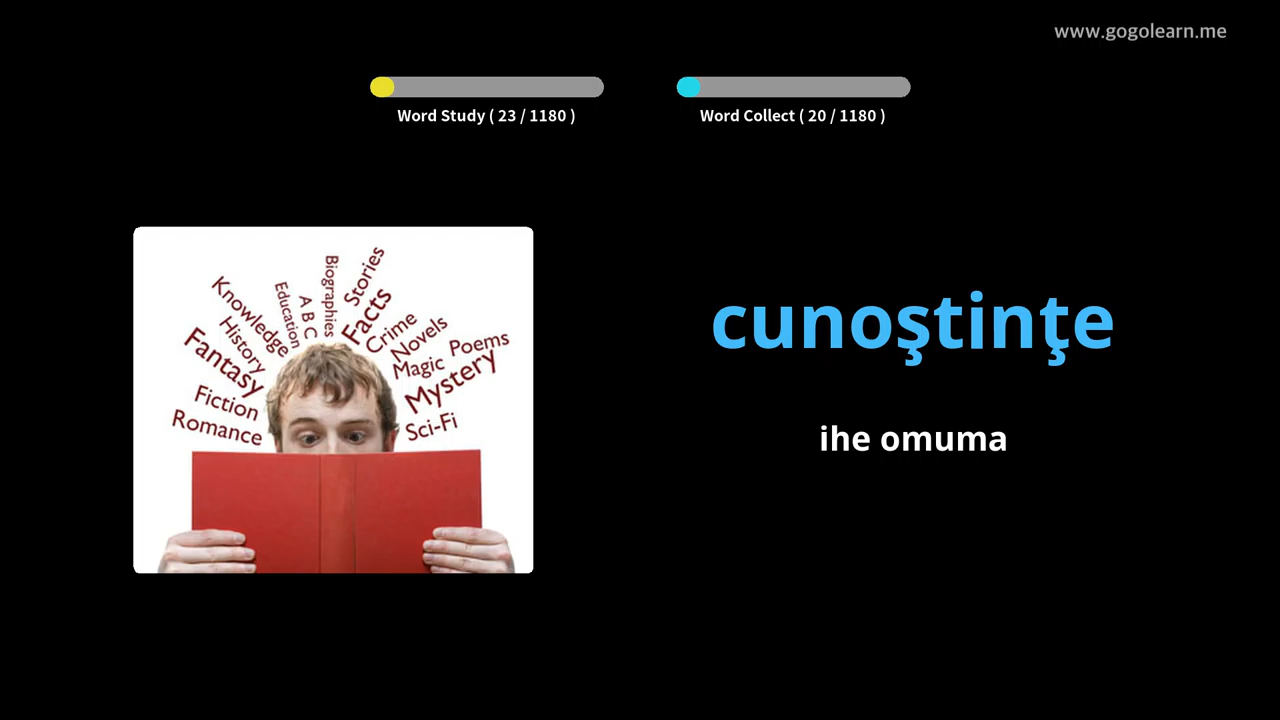 www.gogolearn.me
Word Study ( 23 / 1180 )
Word Collect ( 20 / 1180 )
Knowledge
History
Fantasy
Fiction
Romance
Education
A B C
Biographies
Stories
Facts
Crime
Novels
Magic
Poems
Mystery
Sci-Fi
cunoştinţe
ihe omuma